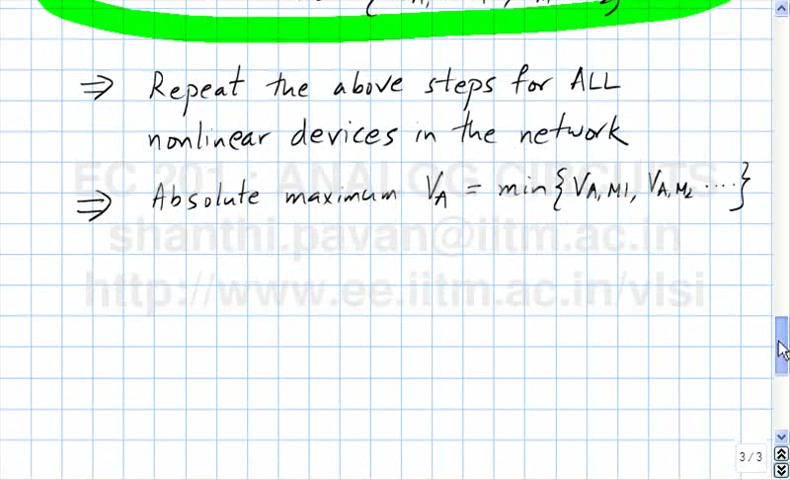 ⇒ Repeat the above steps for ALL
nonlinear devices in the network
EC 201 : ANALOG CIRCUITS
⇒ Absolute maximum V_A = min{V_A,M1, V_A,M2 ....}
shanthi.pavan@iitm.ac.in
http://www.ee.iitm.ac.in/vlsi
3 / 3